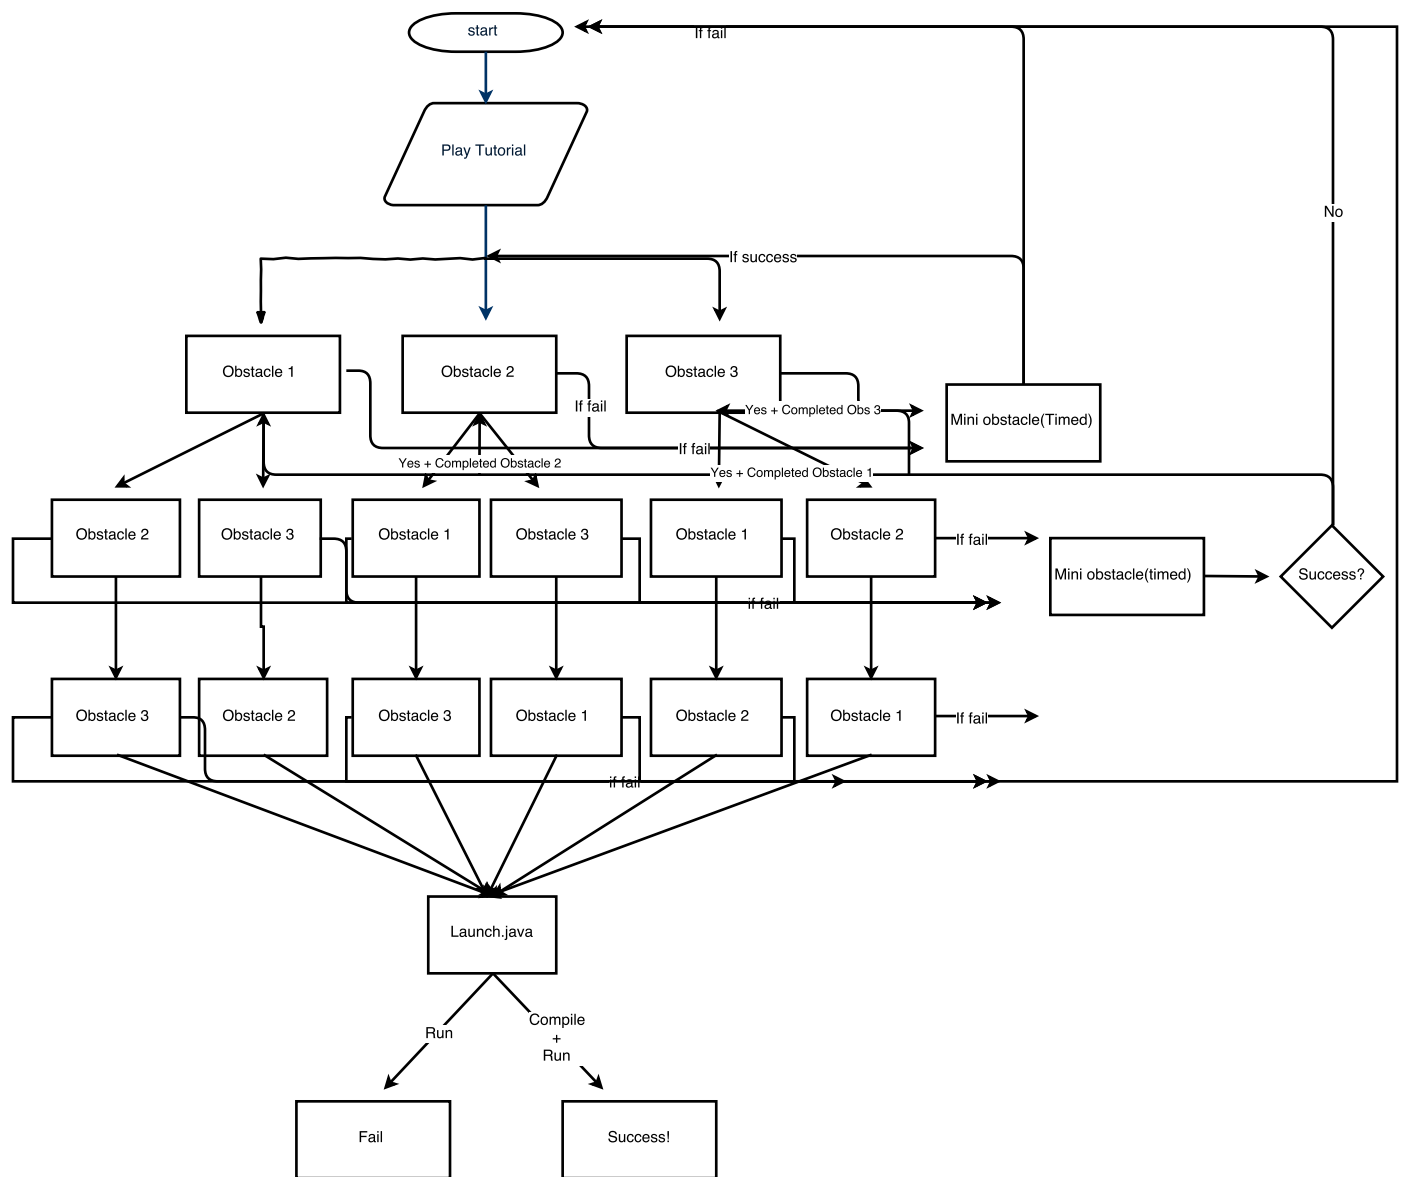 start
If fail
Play Tutorial
No
If success
Obstacle 1
Obstacle 2
Obstacle 3
If fail
Yes + Completed Obs 3
Mini obstacle(Timed)
If fail
Yes + Completed Obstacle 2
Yes + Completed Obstacle 1
Obstacle 2
Obstacle 3
Obstacle 1
Obstacle 3
Obstacle 1
Obstacle 2
If fail
Mini obstacle(timed)
Success?
if fail
Obstacle 3
Obstacle 2
Obstacle 3
Obstacle 1
Obstacle 2
Obstacle 1
If fail
if fail
Launch.java
Run
Compile
+
Run
Fail
Success!